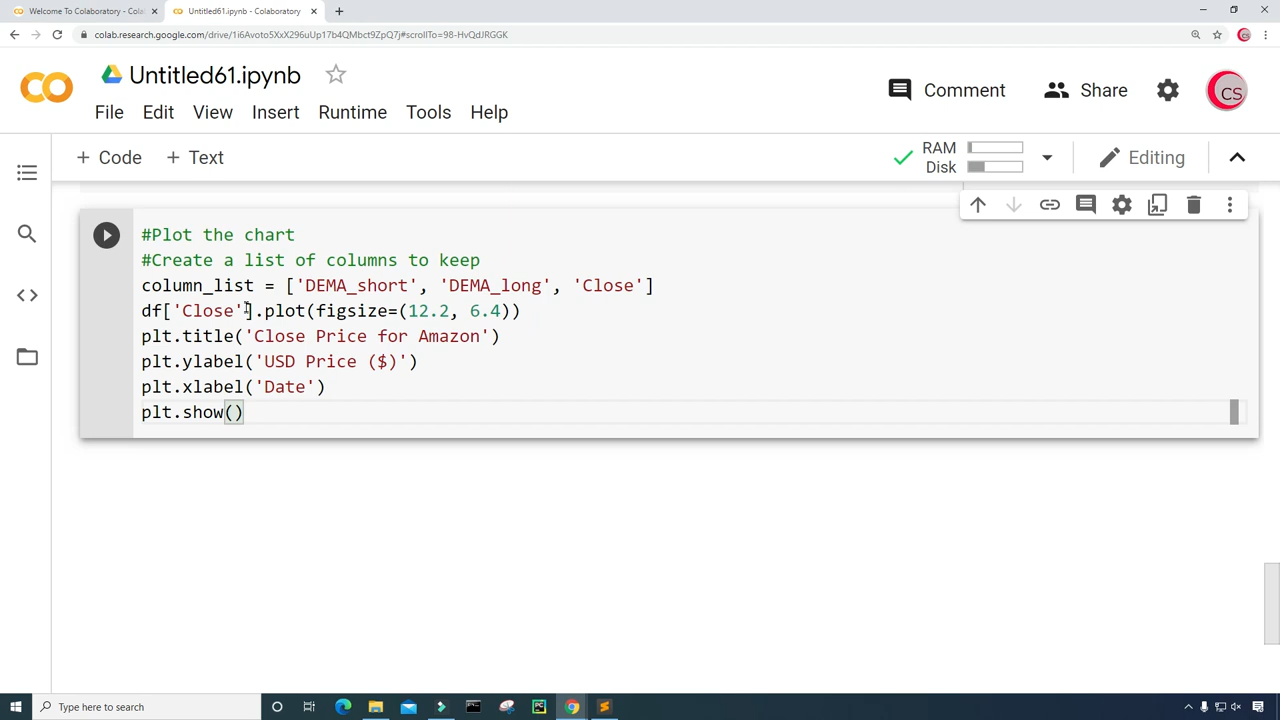 Welcome To Colaboratory - Cola
Untitled61.ipynb - Colaboratory
colab.research.google.com/drive/1i6Avoto5XxX296uUp17b4QMbct9ZpQ7j#scrollTo=98-HvQdJRGGK
CO
Untitled61.ipynb
Comment
Share
CS
File Edit View Insert Runtime Tools Help
+ Code + Text
RAM
Disk
Editing
#Plot the chart
#Create a list of columns to keep
column_list = ['DEMA_short', 'DEMA_long', 'Close']
df['Close'].plot(figsize=(12.2, 6.4))
plt.title('Close Price for Amazon')
plt.ylabel('USD Price ($)')
plt.xlabel('Date')
plt.show()
Type here to search